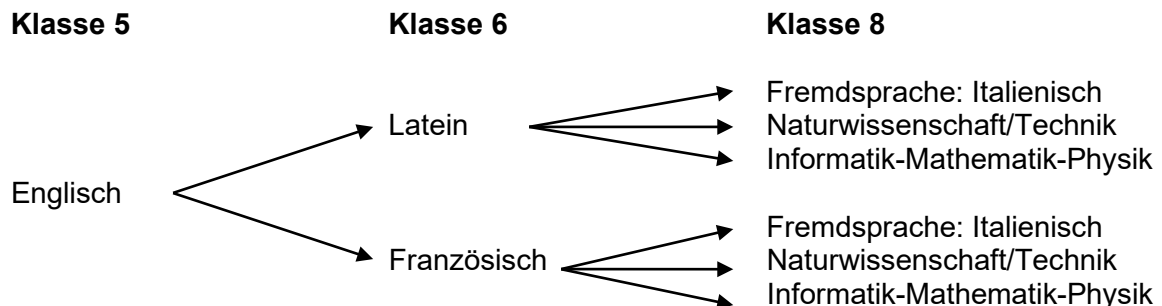 Klasse 5 Klasse 6 Klasse 8
Fremdsprache: Italienisch
Latein Naturwissenschaft/Technik
Informatik-Mathematik-Physik
Englisch
Fremdsprache: Italienisch
Französisch Naturwissenschaft/Technik
Informatik-Mathematik-Physik